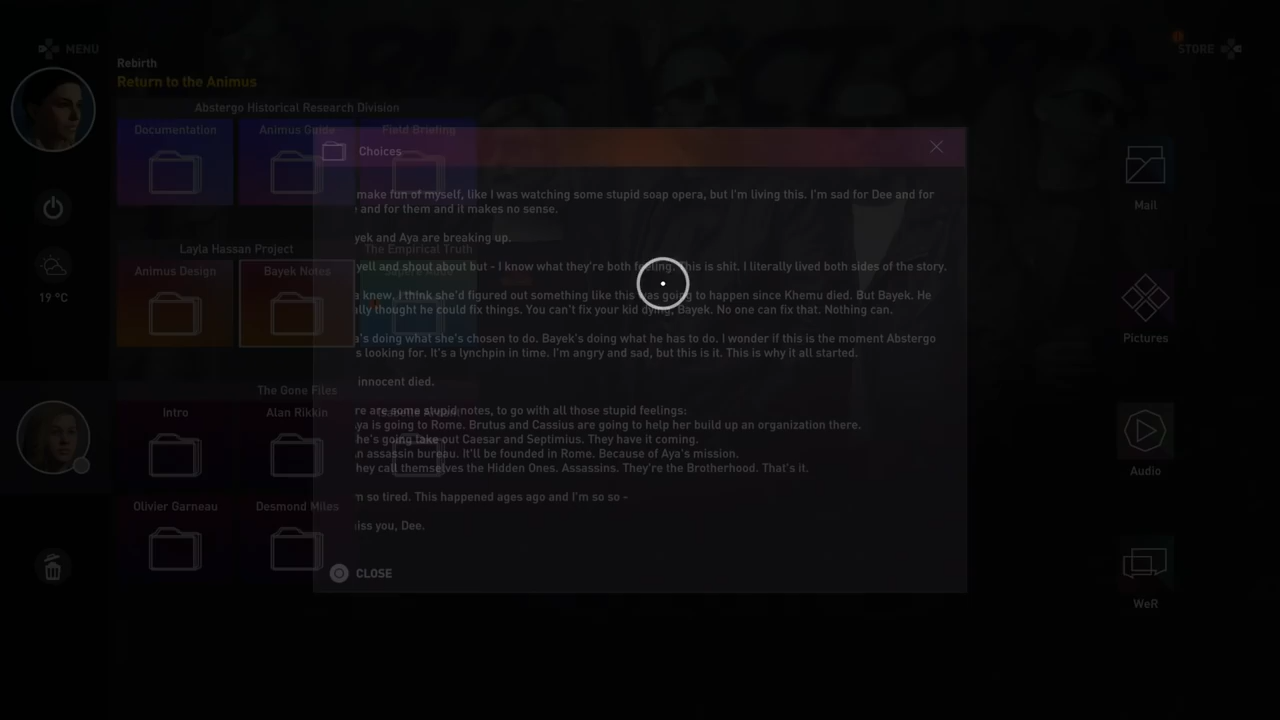 MENU
STORE
Rebirth
Return to the Animus
Abstergo Historical Research Division
Documentation
Animus Guide
Field Briefing
Choices
make fun of myself, like I was watching some stupid soap opera, but I'm living this. I'm sad for Dee and for
and for them and it makes no sense.
yek and Aya are breaking up.
yell and shout about but - I know what they're both feeling. This is shit. I literally lived both sides of the story.
knew. I think she'd figured out something like this was going to happen since Khemu died. But Bayek. He
lly thought he could fix things. You can't fix your kid dying, Bayek. No one can fix that. Nothing can.
's doing what she's chosen to do. Bayek's doing what he has to do. I wonder if this is the moment Abstergo
s looking for. It's a lynchpin in time. I'm angry and sad, but this is it. This is why it all started.
innocent died.
re are some stupid notes, to go with all those stupid feelings:
ya is going to Rome. Brutus and Cassius are going to help her build up an organization there.
he's going take out Caesar and Septimius. They have it coming.
n assassin bureau. It'll be founded in Rome. Because of Aya's mission.
hey call themselves the Hidden Ones. Assassins. They're the Brotherhood. That's it.
m so tired. This happened ages ago and I'm so so -
iss you, Dee.
CLOSE
Layla Hassan Project
The Empirical Truth
Animus Design
Bayek Notes
The Gone Files
Intro
Alan Rikkin
Olivier Garneau
Desmond Miles
19 °C
Mail
Pictures
Audio
WeR